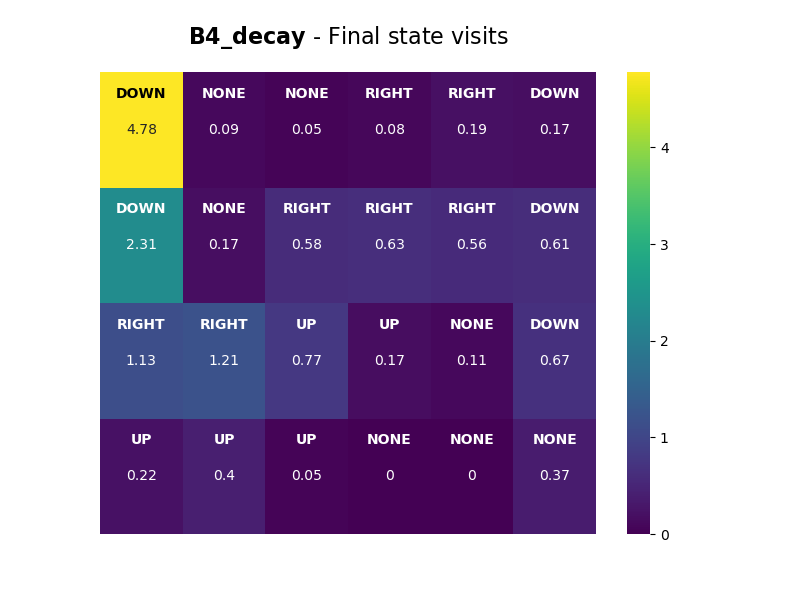 B4_decay - Final state visits
DOWN NONE NONE RIGHT RIGHT DOWN
4.78 0.09 0.05 0.08 0.19 0.17
DOWN NONE RIGHT RIGHT RIGHT DOWN
2.31 0.17 0.58 0.63 0.56 0.61
RIGHT RIGHT UP UP NONE DOWN
1.13 1.21 0.77 0.17 0.11 0.67
UP UP UP NONE NONE NONE
0.22 0.4 0.05 0 0 0.37
4
3
2
1
0